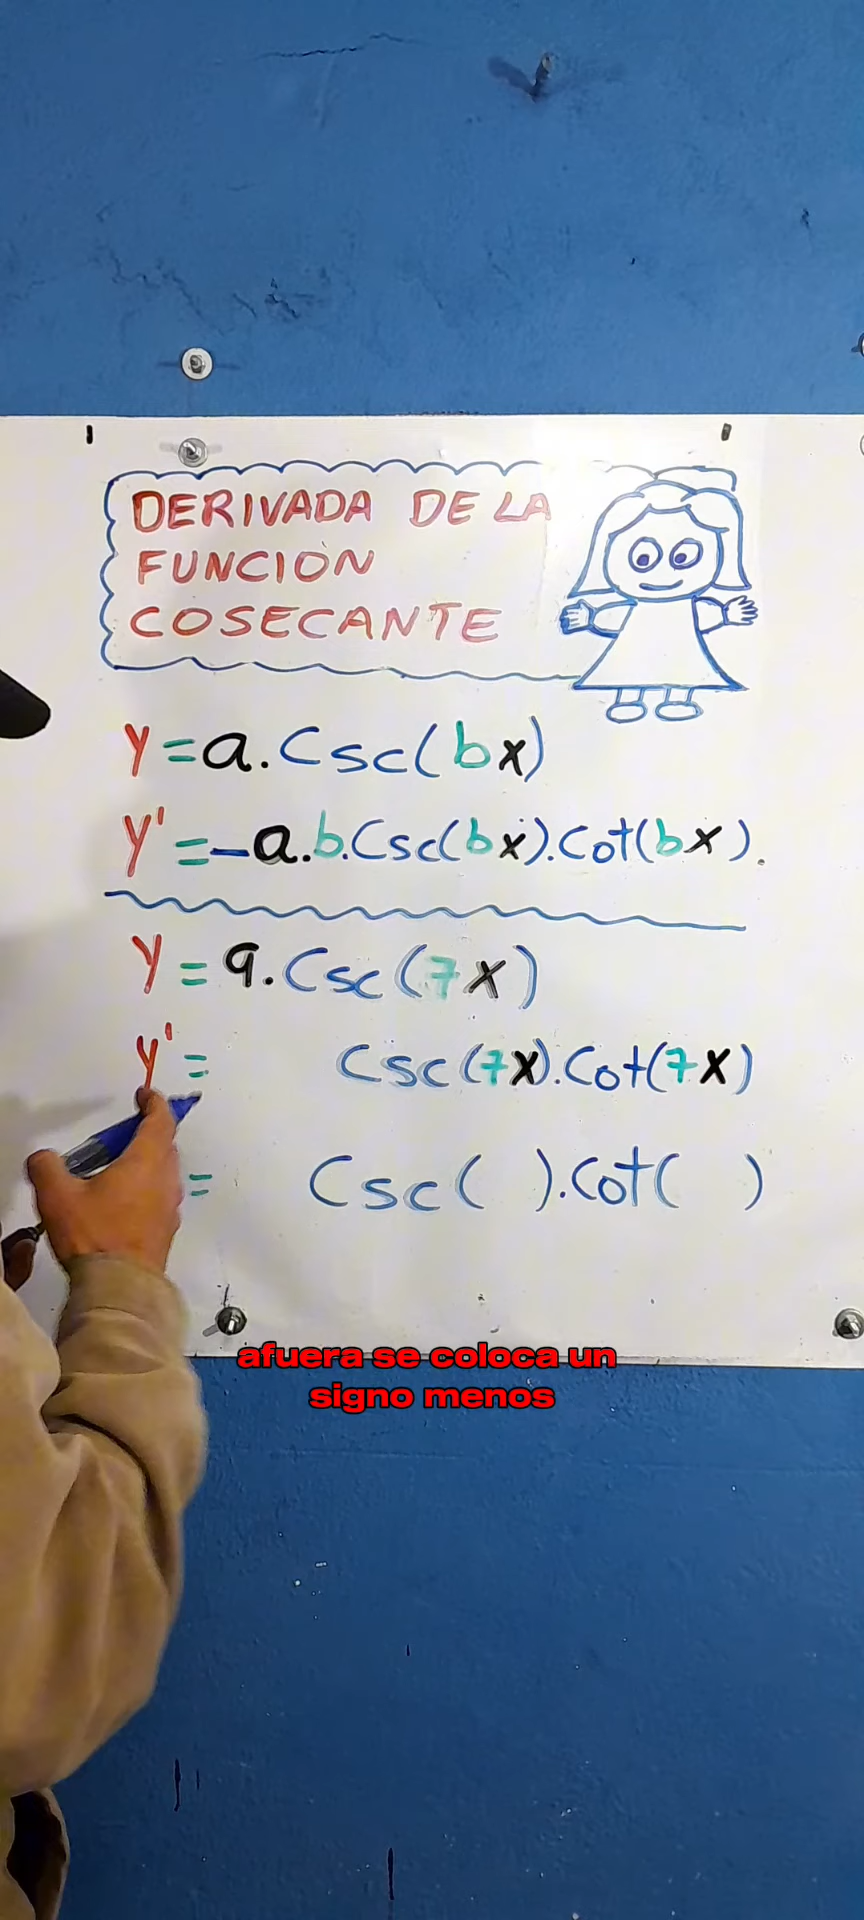 DERIVADA DE LA
FUNCIÓN
COSECANTE
y = a.Csc(bx)
y' = -a.b.Csc(bx).Cot(bx).
y = 9.Csc(7x)
y' = Csc(7x).Cot(7x)
= Csc( ).Cot( )
afuera se coloca un
signo menos